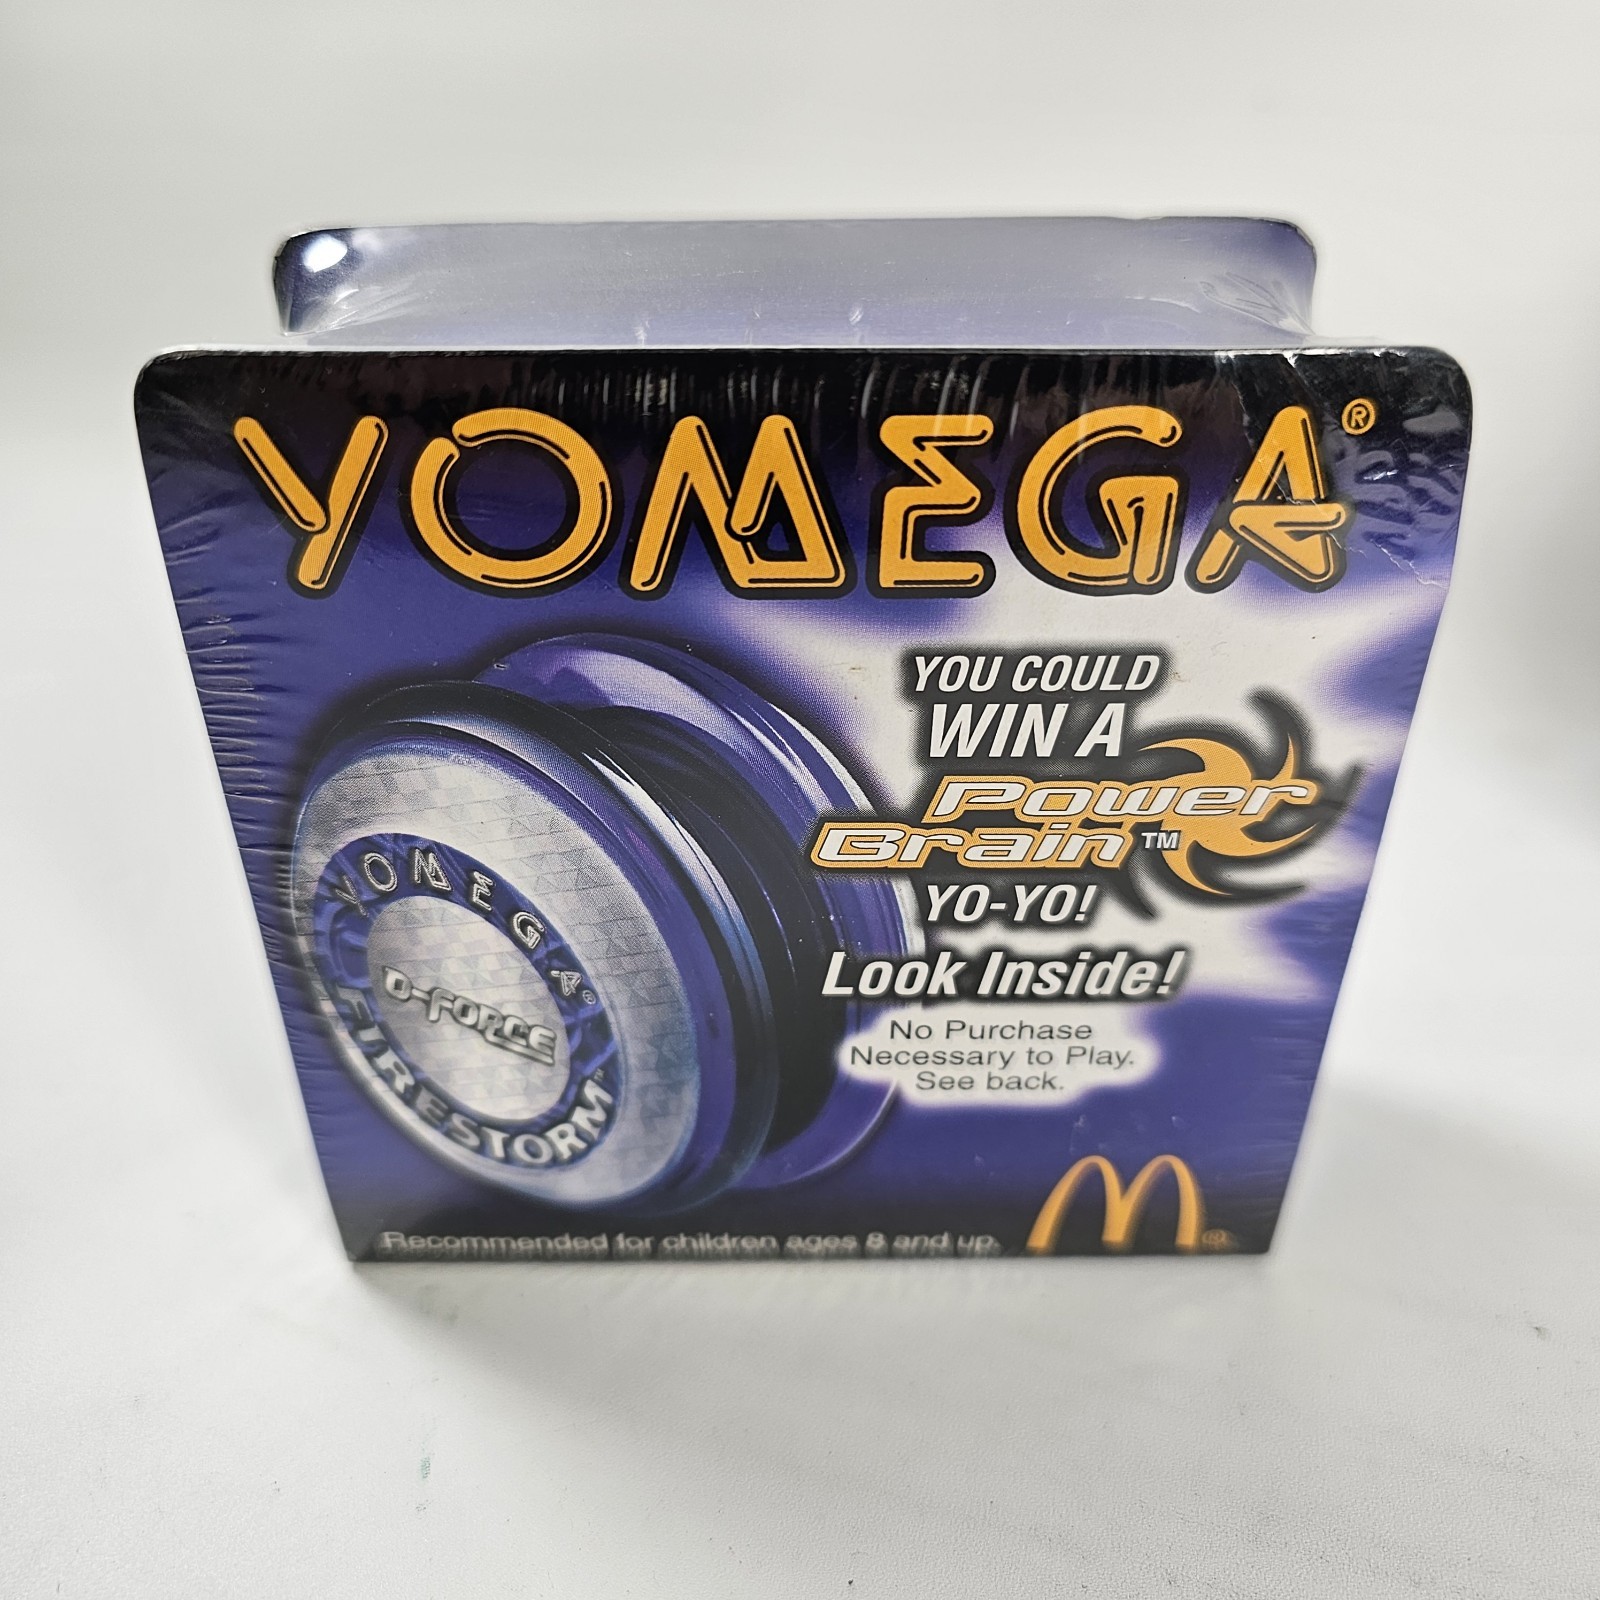 YOMEGA®
YOU COULD
WIN A
Power
Brain™
YO-YO!
Look Inside!
No Purchase
Necessary to Play.
See back.
YOMEGA®
D-FORCE
FIRESTORM™
Recommended for children ages 8 and up.
®